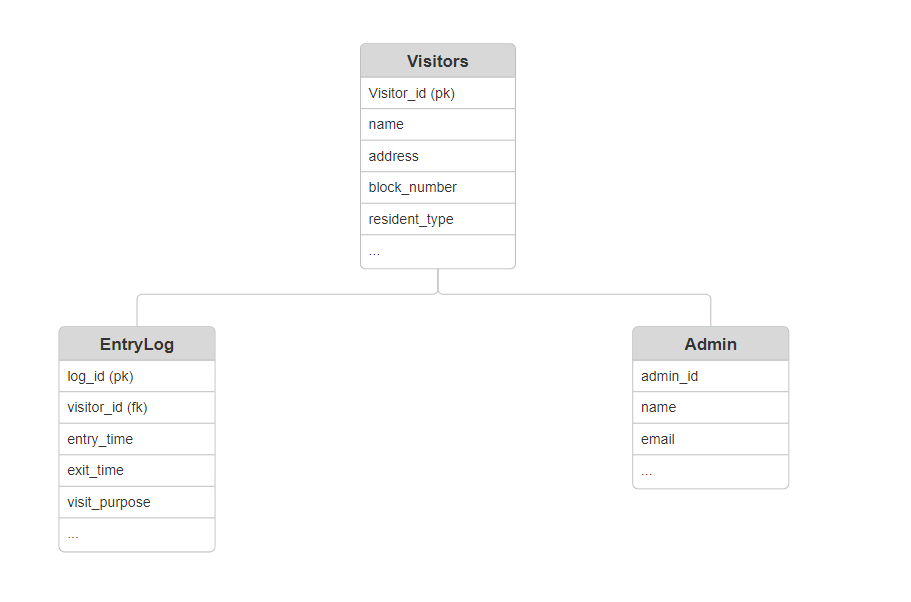 Visitors
Visitor_id (pk)
name
address
block_number
resident_type
...
EntryLog
log_id (pk)
visitor_id (fk)
entry_time
exit_time
visit_purpose
...
Admin
admin_id
name
email
...